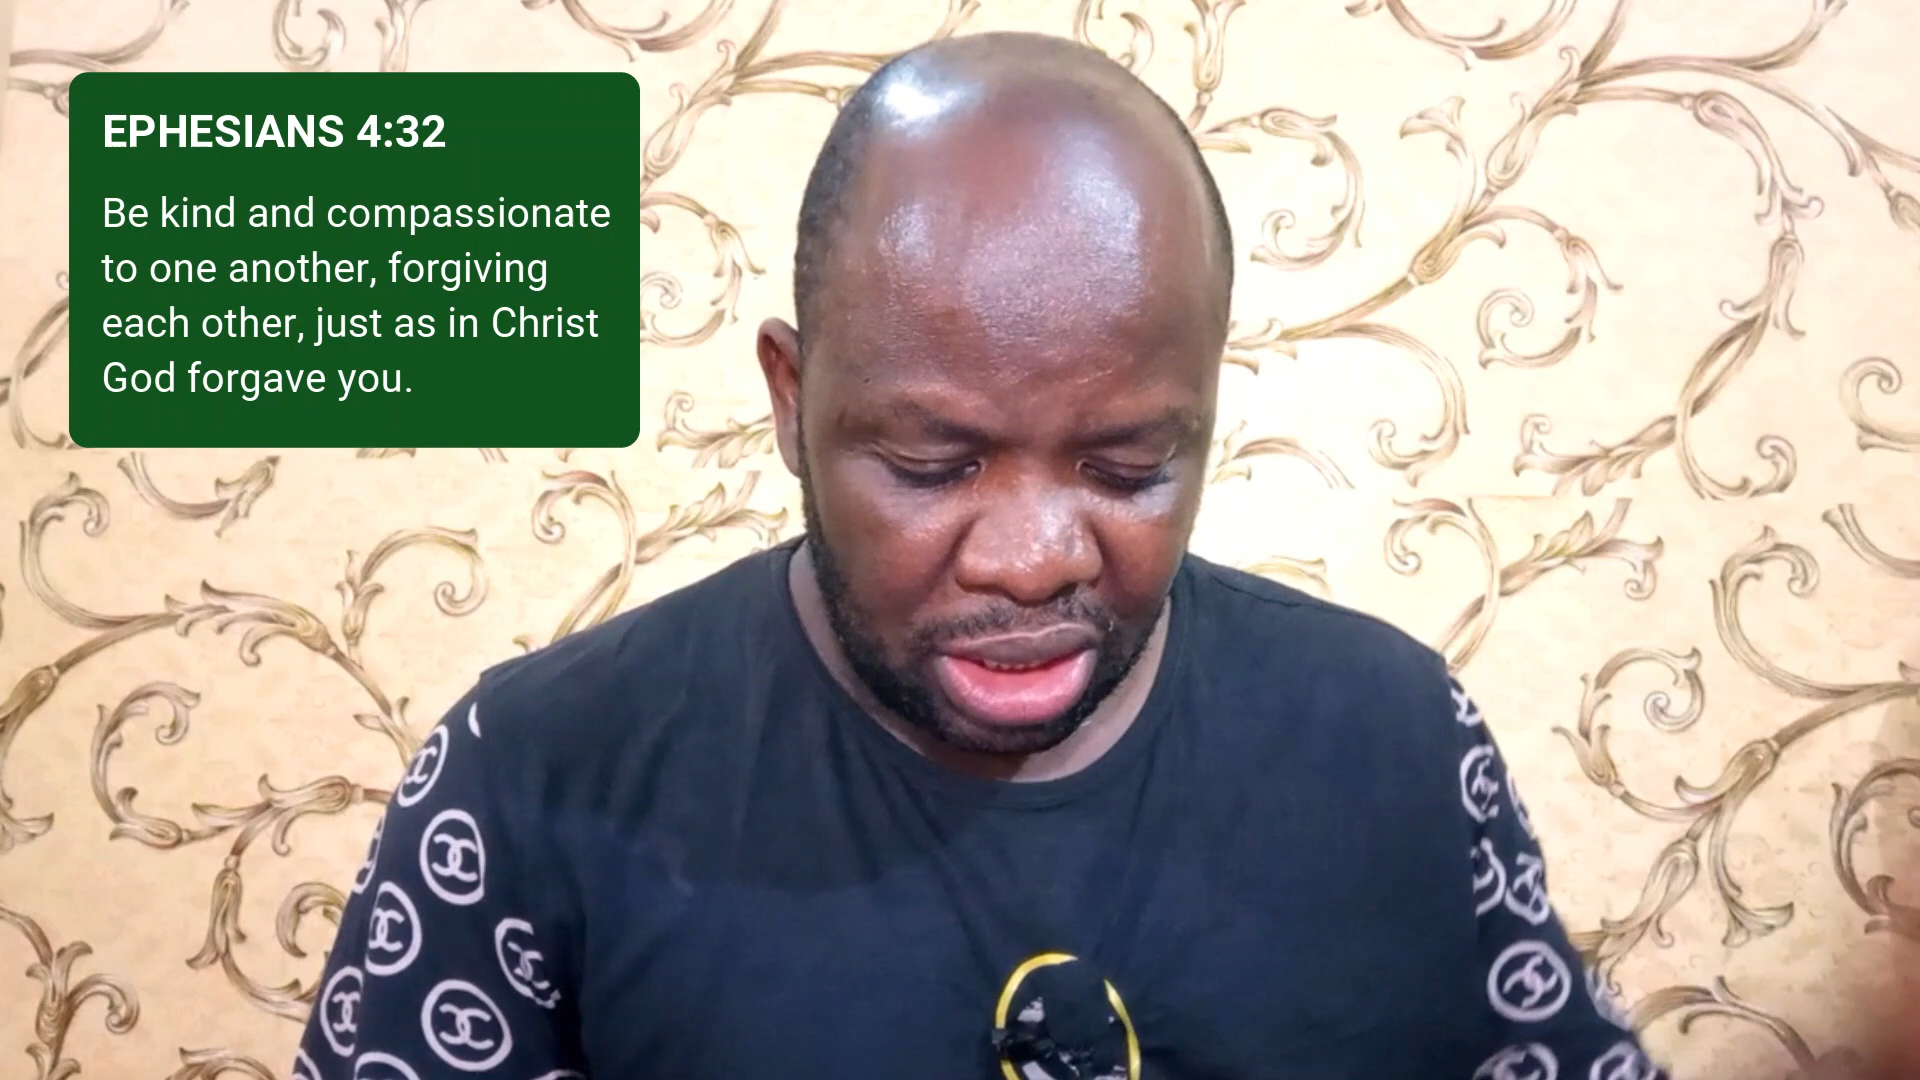 EPHESIANS 4:32
Be kind and compassionate
to one another, forgiving
each other, just as in Christ
God forgave you.